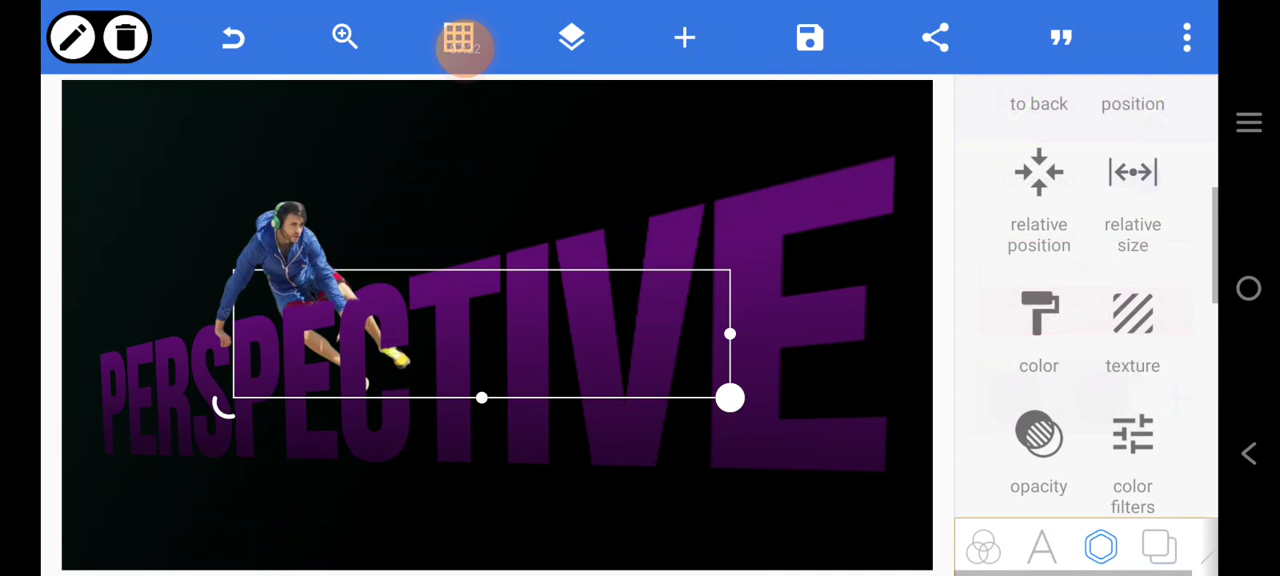 to back
position
relative position
relative size
color
texture
opacity
color filters
PERSPECTIVE